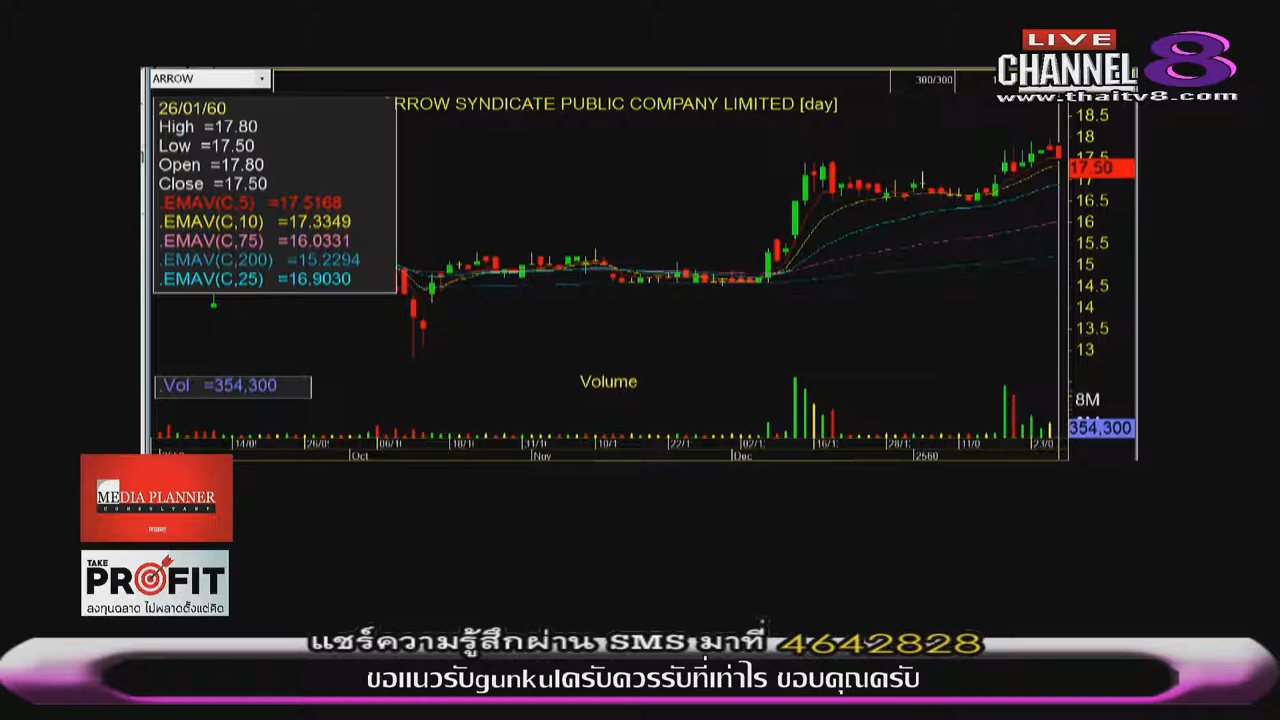 LIVE
CHANNEL 8
www.thaitv8.com
ARROW
300/300
RROW SYNDICATE PUBLIC COMPANY LIMITED [day]
26/01/60
High =17.80
Low =17.50
Open =17.80
Close =17.50
.EMAV(C,5) =17.5168
.EMAV(C,10) =17.3349
.EMAV(C,75) =16.0331
.EMAV(C,200) =15.2294
.EMAV(C,25) =16.9030
18.5
18
17.5
17.50
17
16.5
16
15.5
15
14.5
14
13.5
13
.Vol =354,300
Volume
8M
354,300
Oct
Nov
Dec
2560
MEDIA PLANNER
CONSULTANT
TAKE
PROFIT
ลงทุนฉลาด ไม่พลาดตั้งแต่คิด
แชร์ความรู้สึกผ่าน SMS มาที่ 4642828
ขอแนวรับgunkulครับควรรับที่เท่าไร ขอบคุณครับ